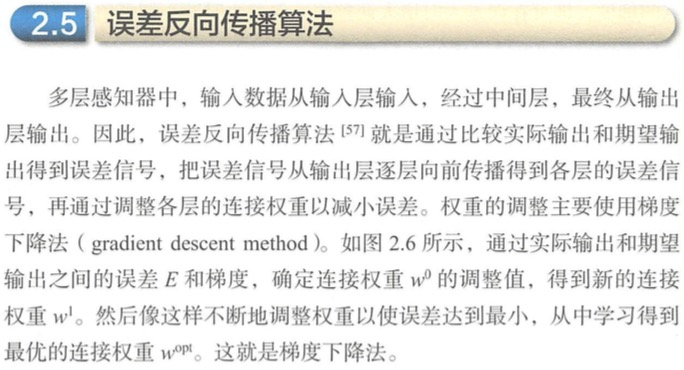 2.5 误差反向传播算法
多层感知器中，输入数据从输入层输入，经过中间层，最终从输出
层输出。因此，误差反向传播算法 [57] 就是通过比较实际输出和期望输
出得到误差信号，把误差信号从输出层逐层向前传播得到各层的误差信
号，再通过调整各层的连接权重以减小误差。权重的调整主要使用梯度
下降法（gradient descent method）。如图 2.6 所示，通过实际输出和期望
输出之间的误差 E 和梯度，确定连接权重 w⁰ 的调整值，得到新的连接
权重 w¹。然后像这样不断地调整权重以使误差达到最小，从中学习得到
最优的连接权重 wᵒᵖᵗ。这就是梯度下降法。